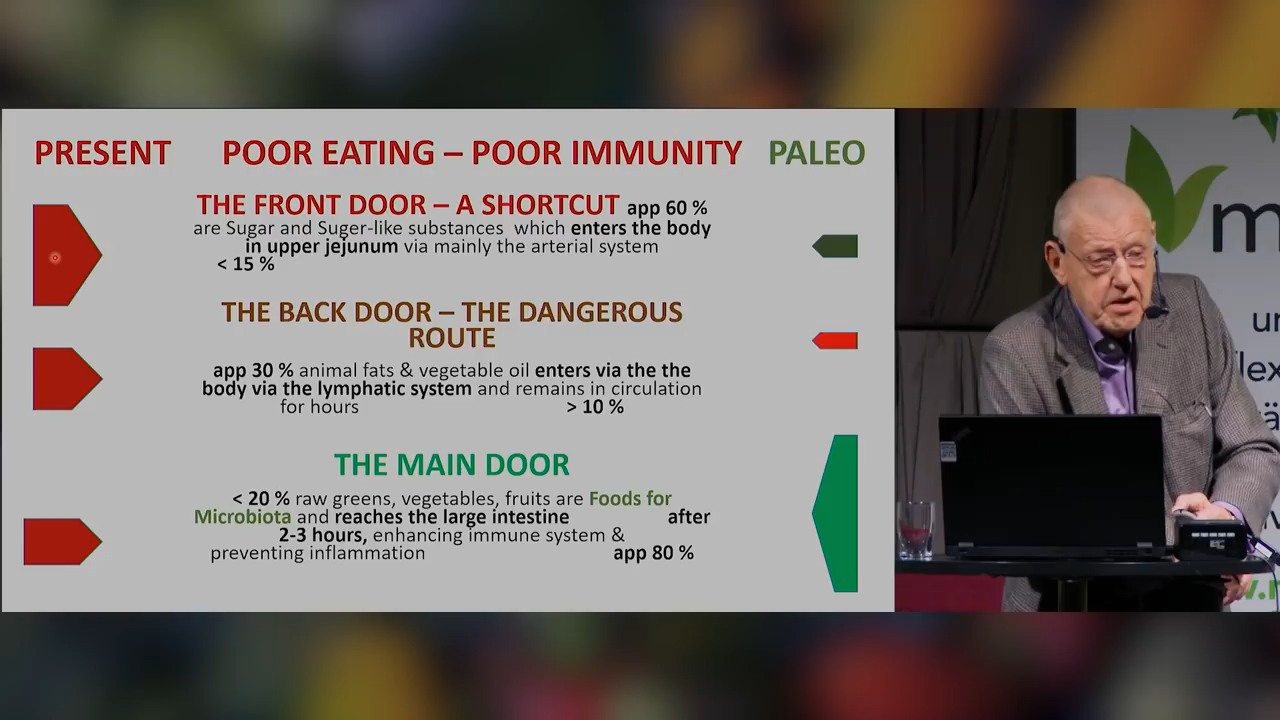 PRESENT POOR EATING – POOR IMMUNITY PALEO
THE FRONT DOOR – A SHORTCUT app 60 %
are Sugar and Suger-like substances which enters the body
in upper jejunum via mainly the arterial system
< 15 %
THE BACK DOOR – THE DANGEROUS
ROUTE
app 30 % animal fats & vegetable oil enters via the the
body via the lymphatic system and remains in circulation
for hours > 10 %
THE MAIN DOOR
< 20 % raw greens, vegetables, fruits are Foods for
Microbiota and reaches the large intestine after
2-3 hours, enhancing immune system &
preventing inflammation app 80 %